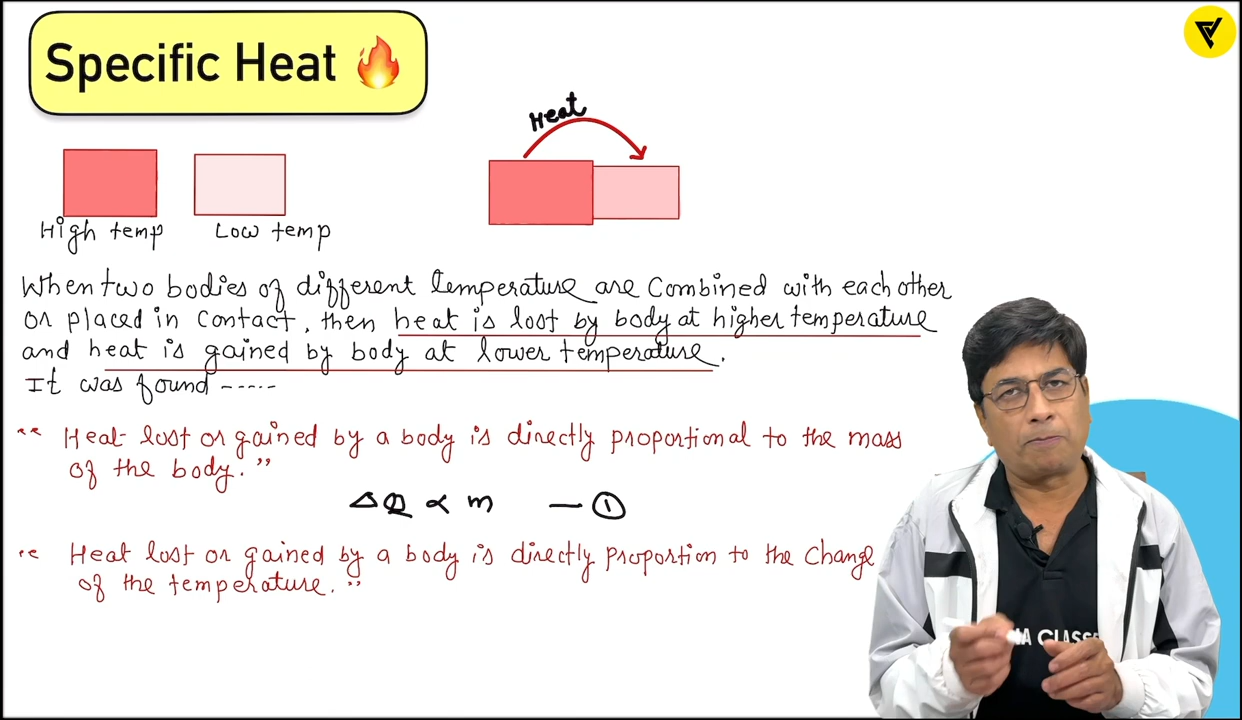 Specific Heat 🔥
Heat
High temp
Low temp
When two bodies of different temperature are combined with each other
or placed in contact, then heat is lost by body at higher temperature
and heat is gained by body at lower temperature.
It was found -----
“ Heat lost or gained by a body is directly proportional to the mass
of the body.”
ΔQ ∝ m — ①
“ Heat lost or gained by a body is directly proportion to the change
of the temperature.”
CLASSE